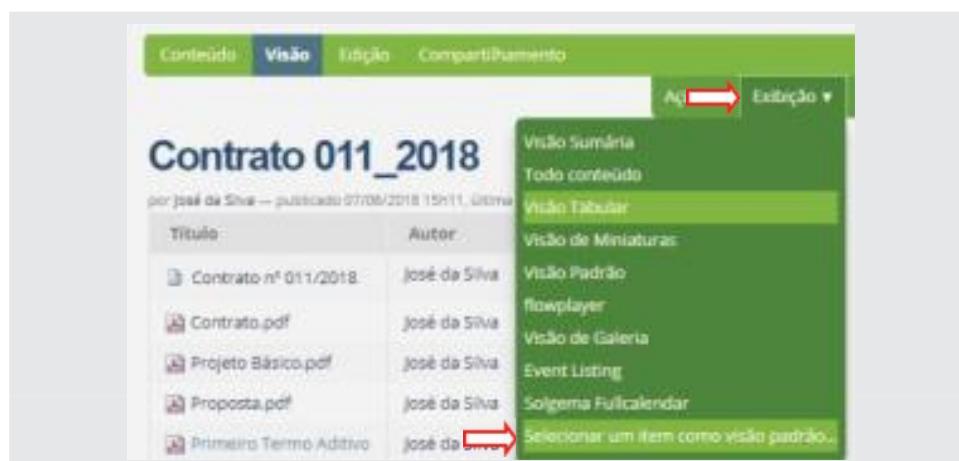 Conteúdo Visão Edição Compartilhamento
Exibição ▾
Contrato 011_2018
por José da Silva — publicado 07/06/2018 15h11, última
Título Autor
Contrato nº 011/2018 José da Silva
Contrato.pdf José da Silva
Projeto Básico.pdf José da Silva
Proposta.pdf José da Silva
Primeiro Termo Aditivo José da Silva
Visão Sumária
Todo conteúdo
Visão Tabular
Visão de Miniaturas
Visão Padrão
flowplayer
Visão de Galeria
Event Listing
Solgema Fullcalendar
Selecionar um item como visão padrão...